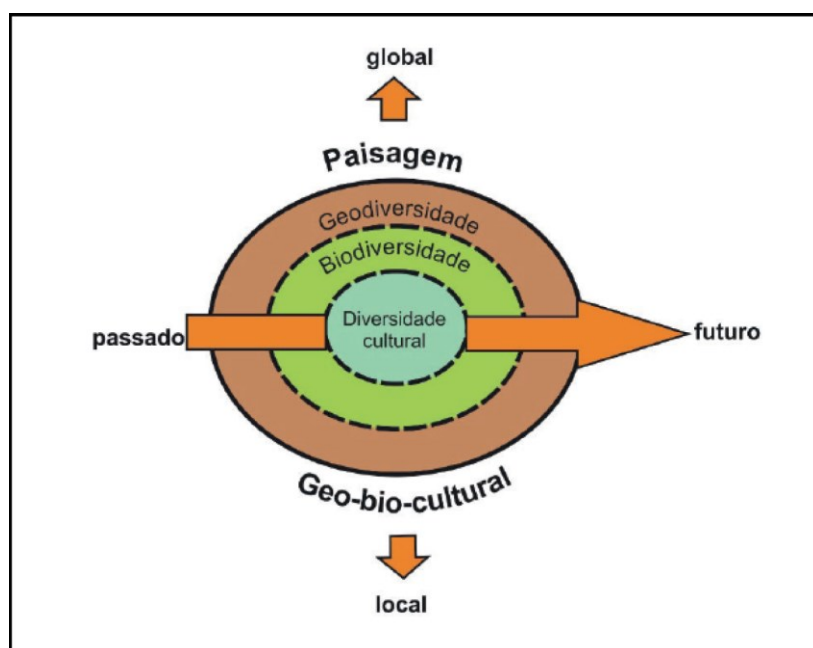 global
Paisagem
Geodiversidade
Biodiversidade
Diversidade
cultural
passado
futuro
Geo-bio-cultural
local